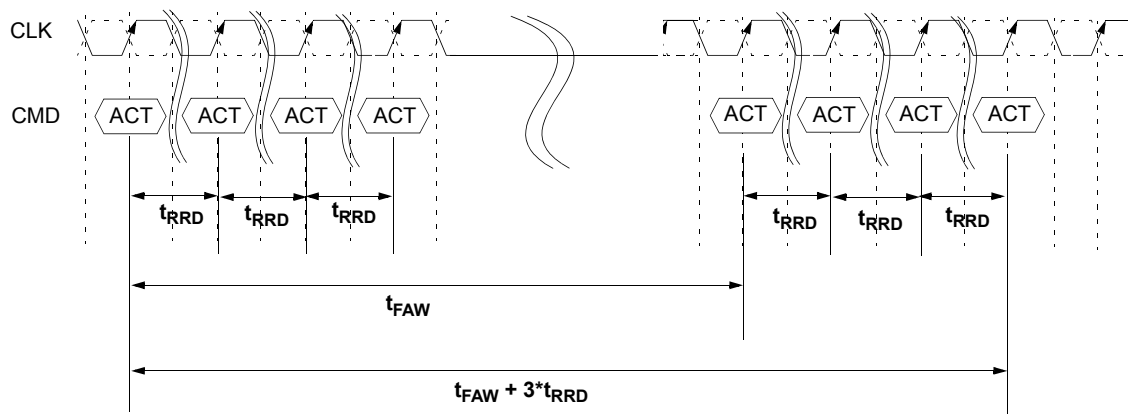 CLK
CMD
ACT ACT ACT ACT ACT ACT ACT ACT
tRRD tRRD tRRD tRRD tRRD tRRD
tFAW
tFAW + 3*tRRD